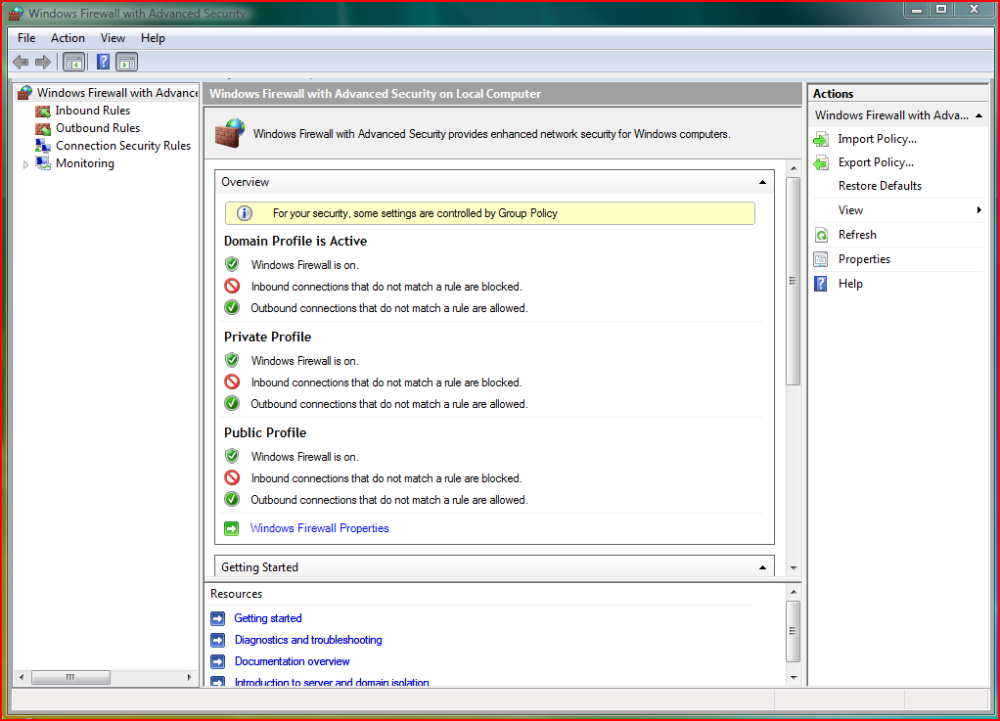 Windows Firewall with Advanced Security
File Action View Help
Windows Firewall with Advance
Inbound Rules
Outbound Rules
Connection Security Rules
Monitoring
Windows Firewall with Advanced Security on Local Computer
Windows Firewall with Advanced Security provides enhanced network security for Windows computers.
Overview
For your security, some settings are controlled by Group Policy
Domain Profile is Active
Windows Firewall is on.
Inbound connections that do not match a rule are blocked.
Outbound connections that do not match a rule are allowed.
Private Profile
Windows Firewall is on.
Inbound connections that do not match a rule are blocked.
Outbound connections that do not match a rule are allowed.
Public Profile
Windows Firewall is on.
Inbound connections that do not match a rule are blocked.
Outbound connections that do not match a rule are allowed.
Windows Firewall Properties
Getting Started
Resources
Getting started
Diagnostics and troubleshooting
Documentation overview
Introduction to server and domain isolation
Actions
Windows Firewall with Adva...
Import Policy...
Export Policy...
Restore Defaults
View
Refresh
Properties
Help